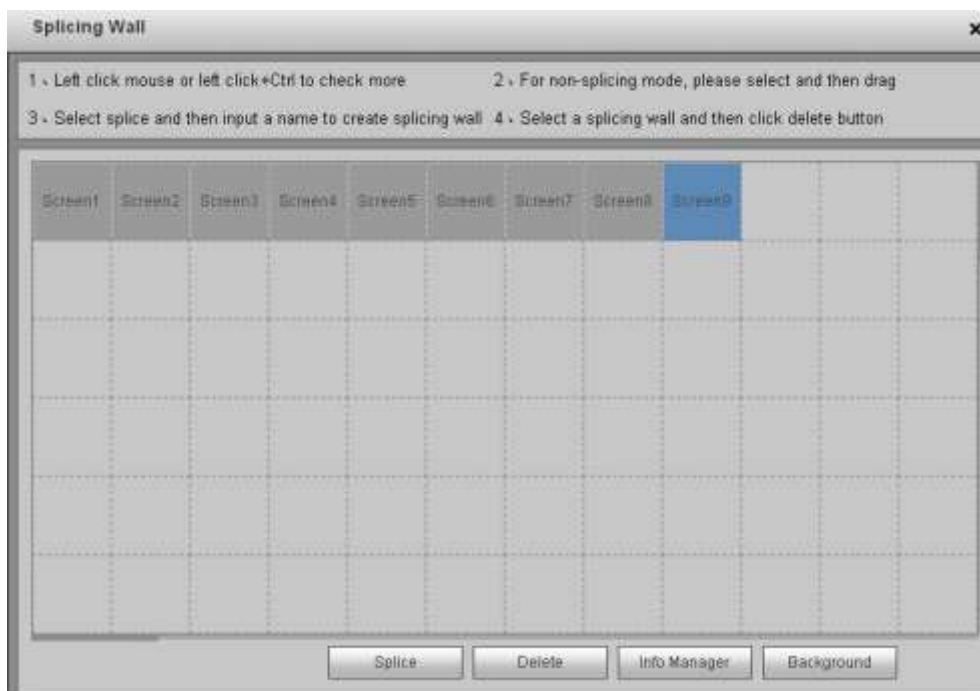 Splicing Wall
1、Left click mouse or left click+Ctrl to check more 2、For non-splicing mode, please select and then drag
3、Select splice and then input a name to create splicing wall 4、Select a splicing wall and then click delete button
Screen1 Screen2 Screen3 Screen4 Screen5 Screen6 Screen7 Screen8 Screen9
Splice Delete Info Manager Background